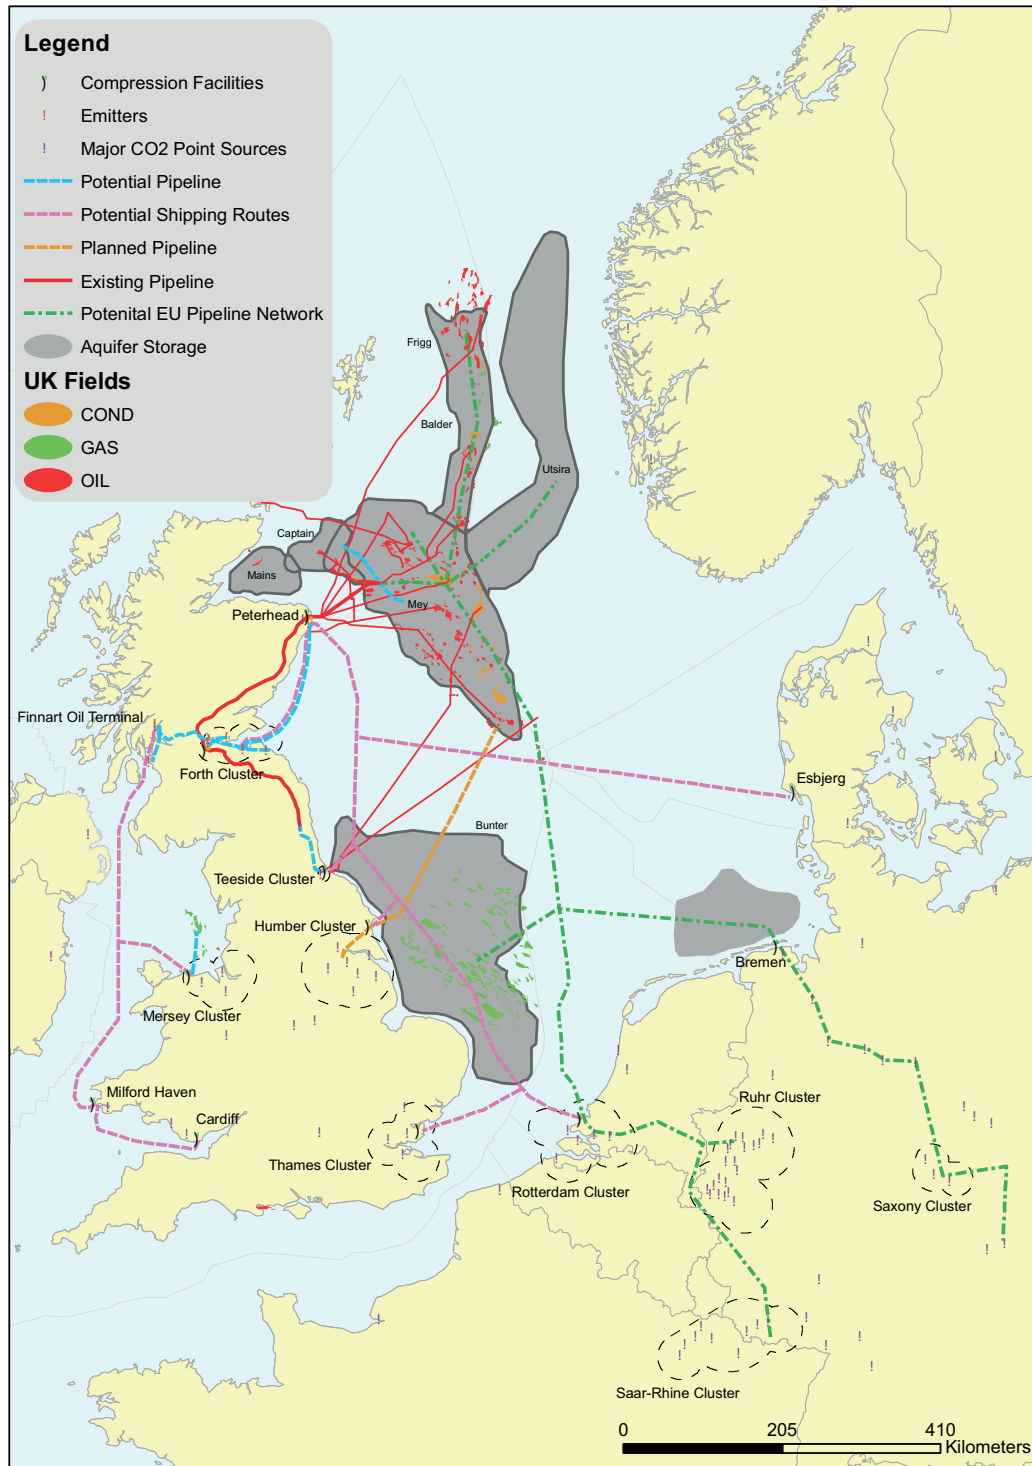 Legend
Compression Facilities
Emitters
Major CO2 Point Sources
Potential Pipeline
Potential Shipping Routes
Planned Pipeline
Existing Pipeline
Potenital EU Pipeline Network
Aquifer Storage
UK Fields
COND
GAS
OIL
Frigg
Balder
Utsira
Captain
Mains
Mey
Peterhead
Finnart Oil Terminal
Forth Cluster
Esbjerg
Bunter
Teeside Cluster
Humber Cluster
Bremen
Mersey Cluster
Milford Haven
Cardiff
Ruhr Cluster
Thames Cluster
Rotterdam Cluster
Saxony Cluster
Saar-Rhine Cluster
0 205 410
Kilometers